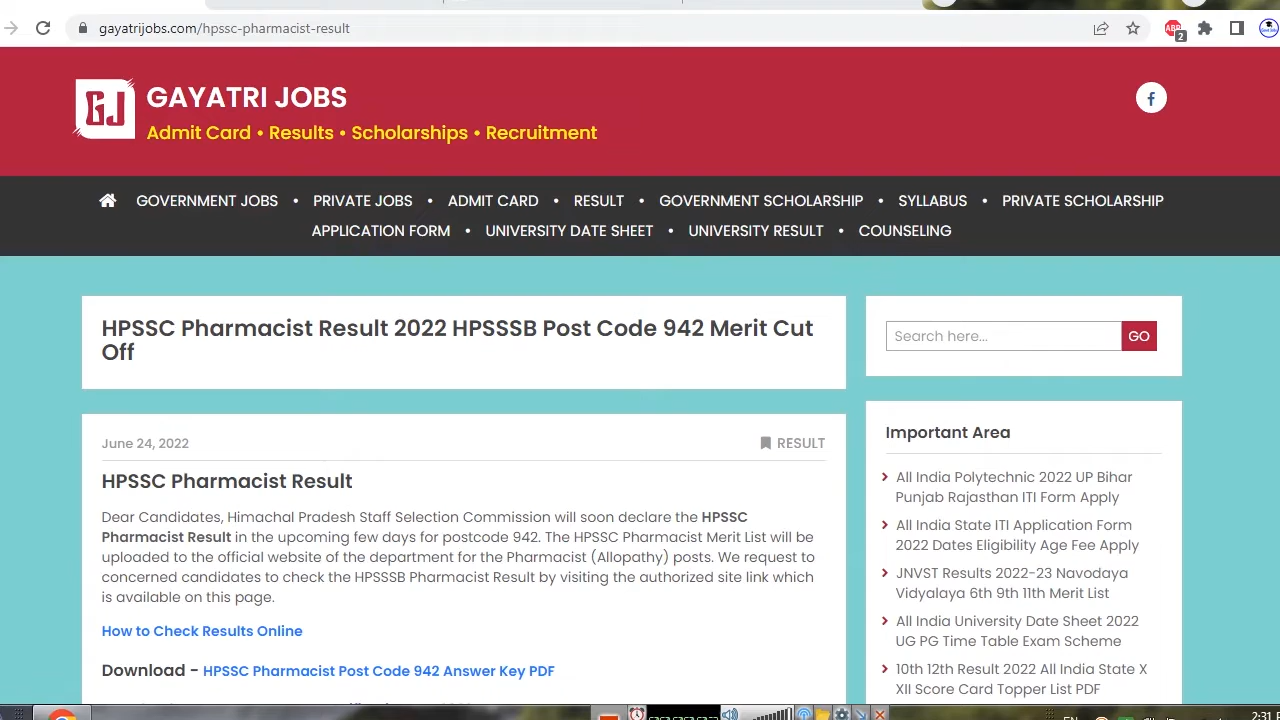 gayatrijobs.com/hpssc-pharmacist-result
ABP
2
GJ
GAYATRI JOBS
Admit Card • Results • Scholarships • Recruitment
GOVERNMENT JOBS • PRIVATE JOBS • ADMIT CARD • RESULT • GOVERNMENT SCHOLARSHIP • SYLLABUS • PRIVATE SCHOLARSHIP
APPLICATION FORM • UNIVERSITY DATE SHEET • UNIVERSITY RESULT • COUNSELING
HPSSC Pharmacist Result 2022 HPSSSB Post Code 942 Merit Cut
Off
June 24, 2022
RESULT
HPSSC Pharmacist Result
Dear Candidates, Himachal Pradesh Staff Selection Commission will soon declare the HPSSC
Pharmacist Result in the upcoming few days for postcode 942. The HPSSC Pharmacist Merit List will be
uploaded to the official website of the department for the Pharmacist (Allopathy) posts. We request to
concerned candidates to check the HPSSSB Pharmacist Result by visiting the authorized site link which
is available on this page.
How to Check Results Online
Download - HPSSC Pharmacist Post Code 942 Answer Key PDF
Search here...
GO
Important Area
All India Polytechnic 2022 UP Bihar
Punjab Rajasthan ITI Form Apply
All India State ITI Application Form
2022 Dates Eligibility Age Fee Apply
JNVST Results 2022-23 Navodaya
Vidyalaya 6th 9th 11th Merit List
All India University Date Sheet 2022
UG PG Time Table Exam Scheme
10th 12th Result 2022 All India State X
XII Score Card Topper List PDF